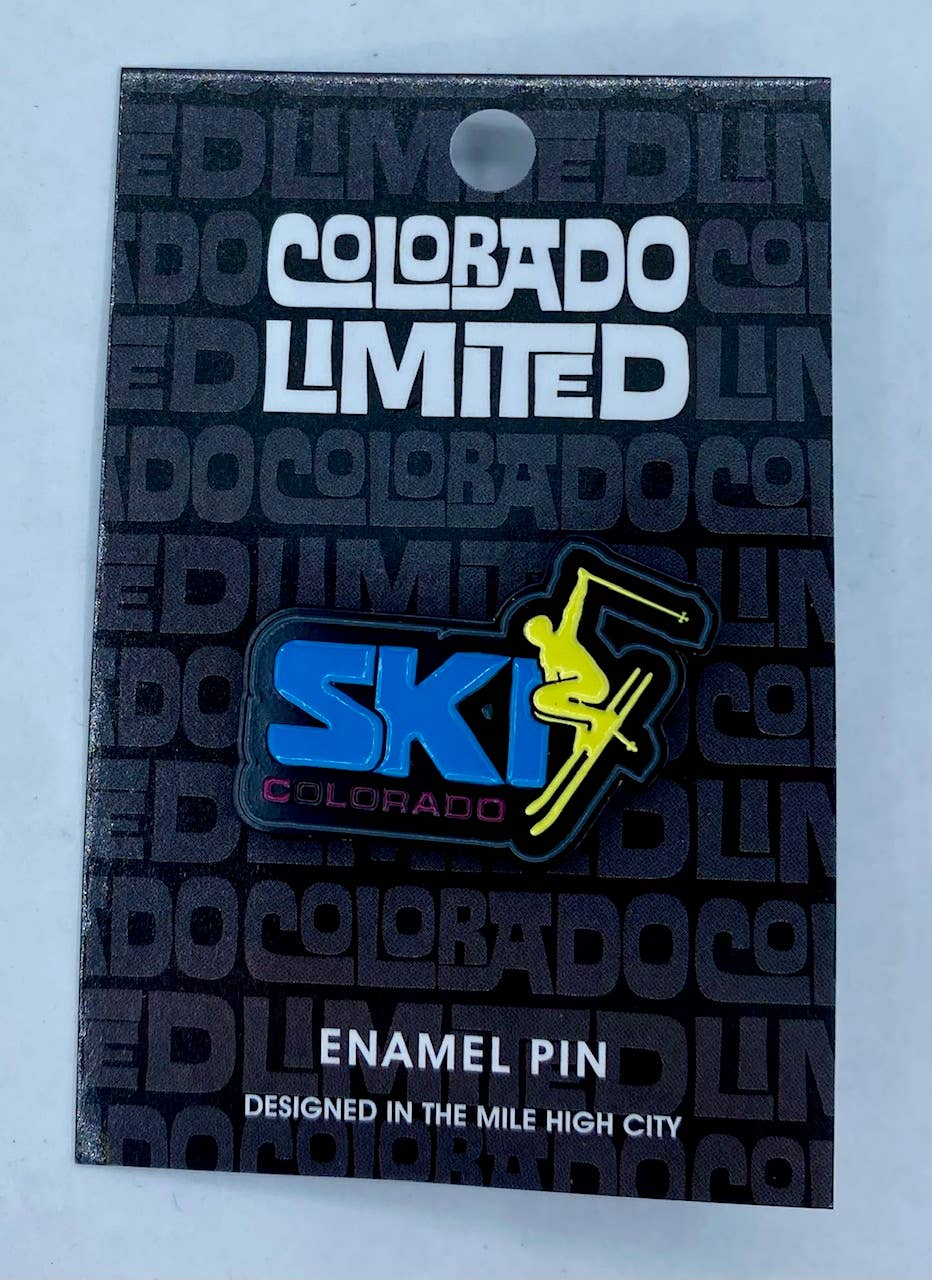 COLORADO
LIMITED
SKI
COLORADO
ENAMEL PIN
DESIGNED IN THE MILE HIGH CITY